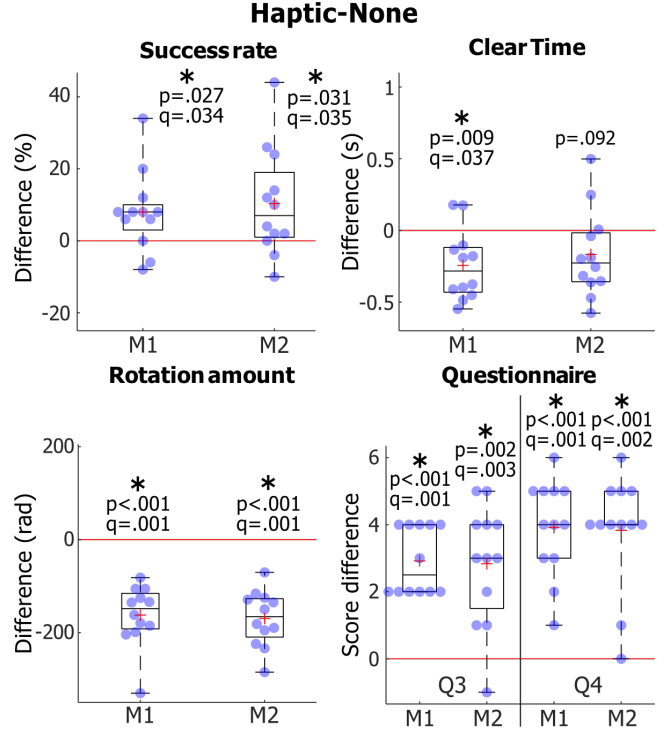 Haptic-None
Success rate
Difference (%)
40
20
0
-20
*
p=.027
q=.034
*
p=.031
q=.035
M1
M2
Clear Time
Difference (s)
1
0.5
0
-0.5
*
p=.009
q=.037
p=.092
M1
M2
Rotation amount
Difference (rad)
200
0
-200
*
p<.001
q=.001
*
p<.001
q=.001
M1
M2
Questionnaire
Score difference
6
4
2
0
*
p<.001
q=.001
*
p=.002
q=.003
*
p<.001
q=.001
*
p<.001
q=.002
Q3
Q4
M1
M2
M1
M2